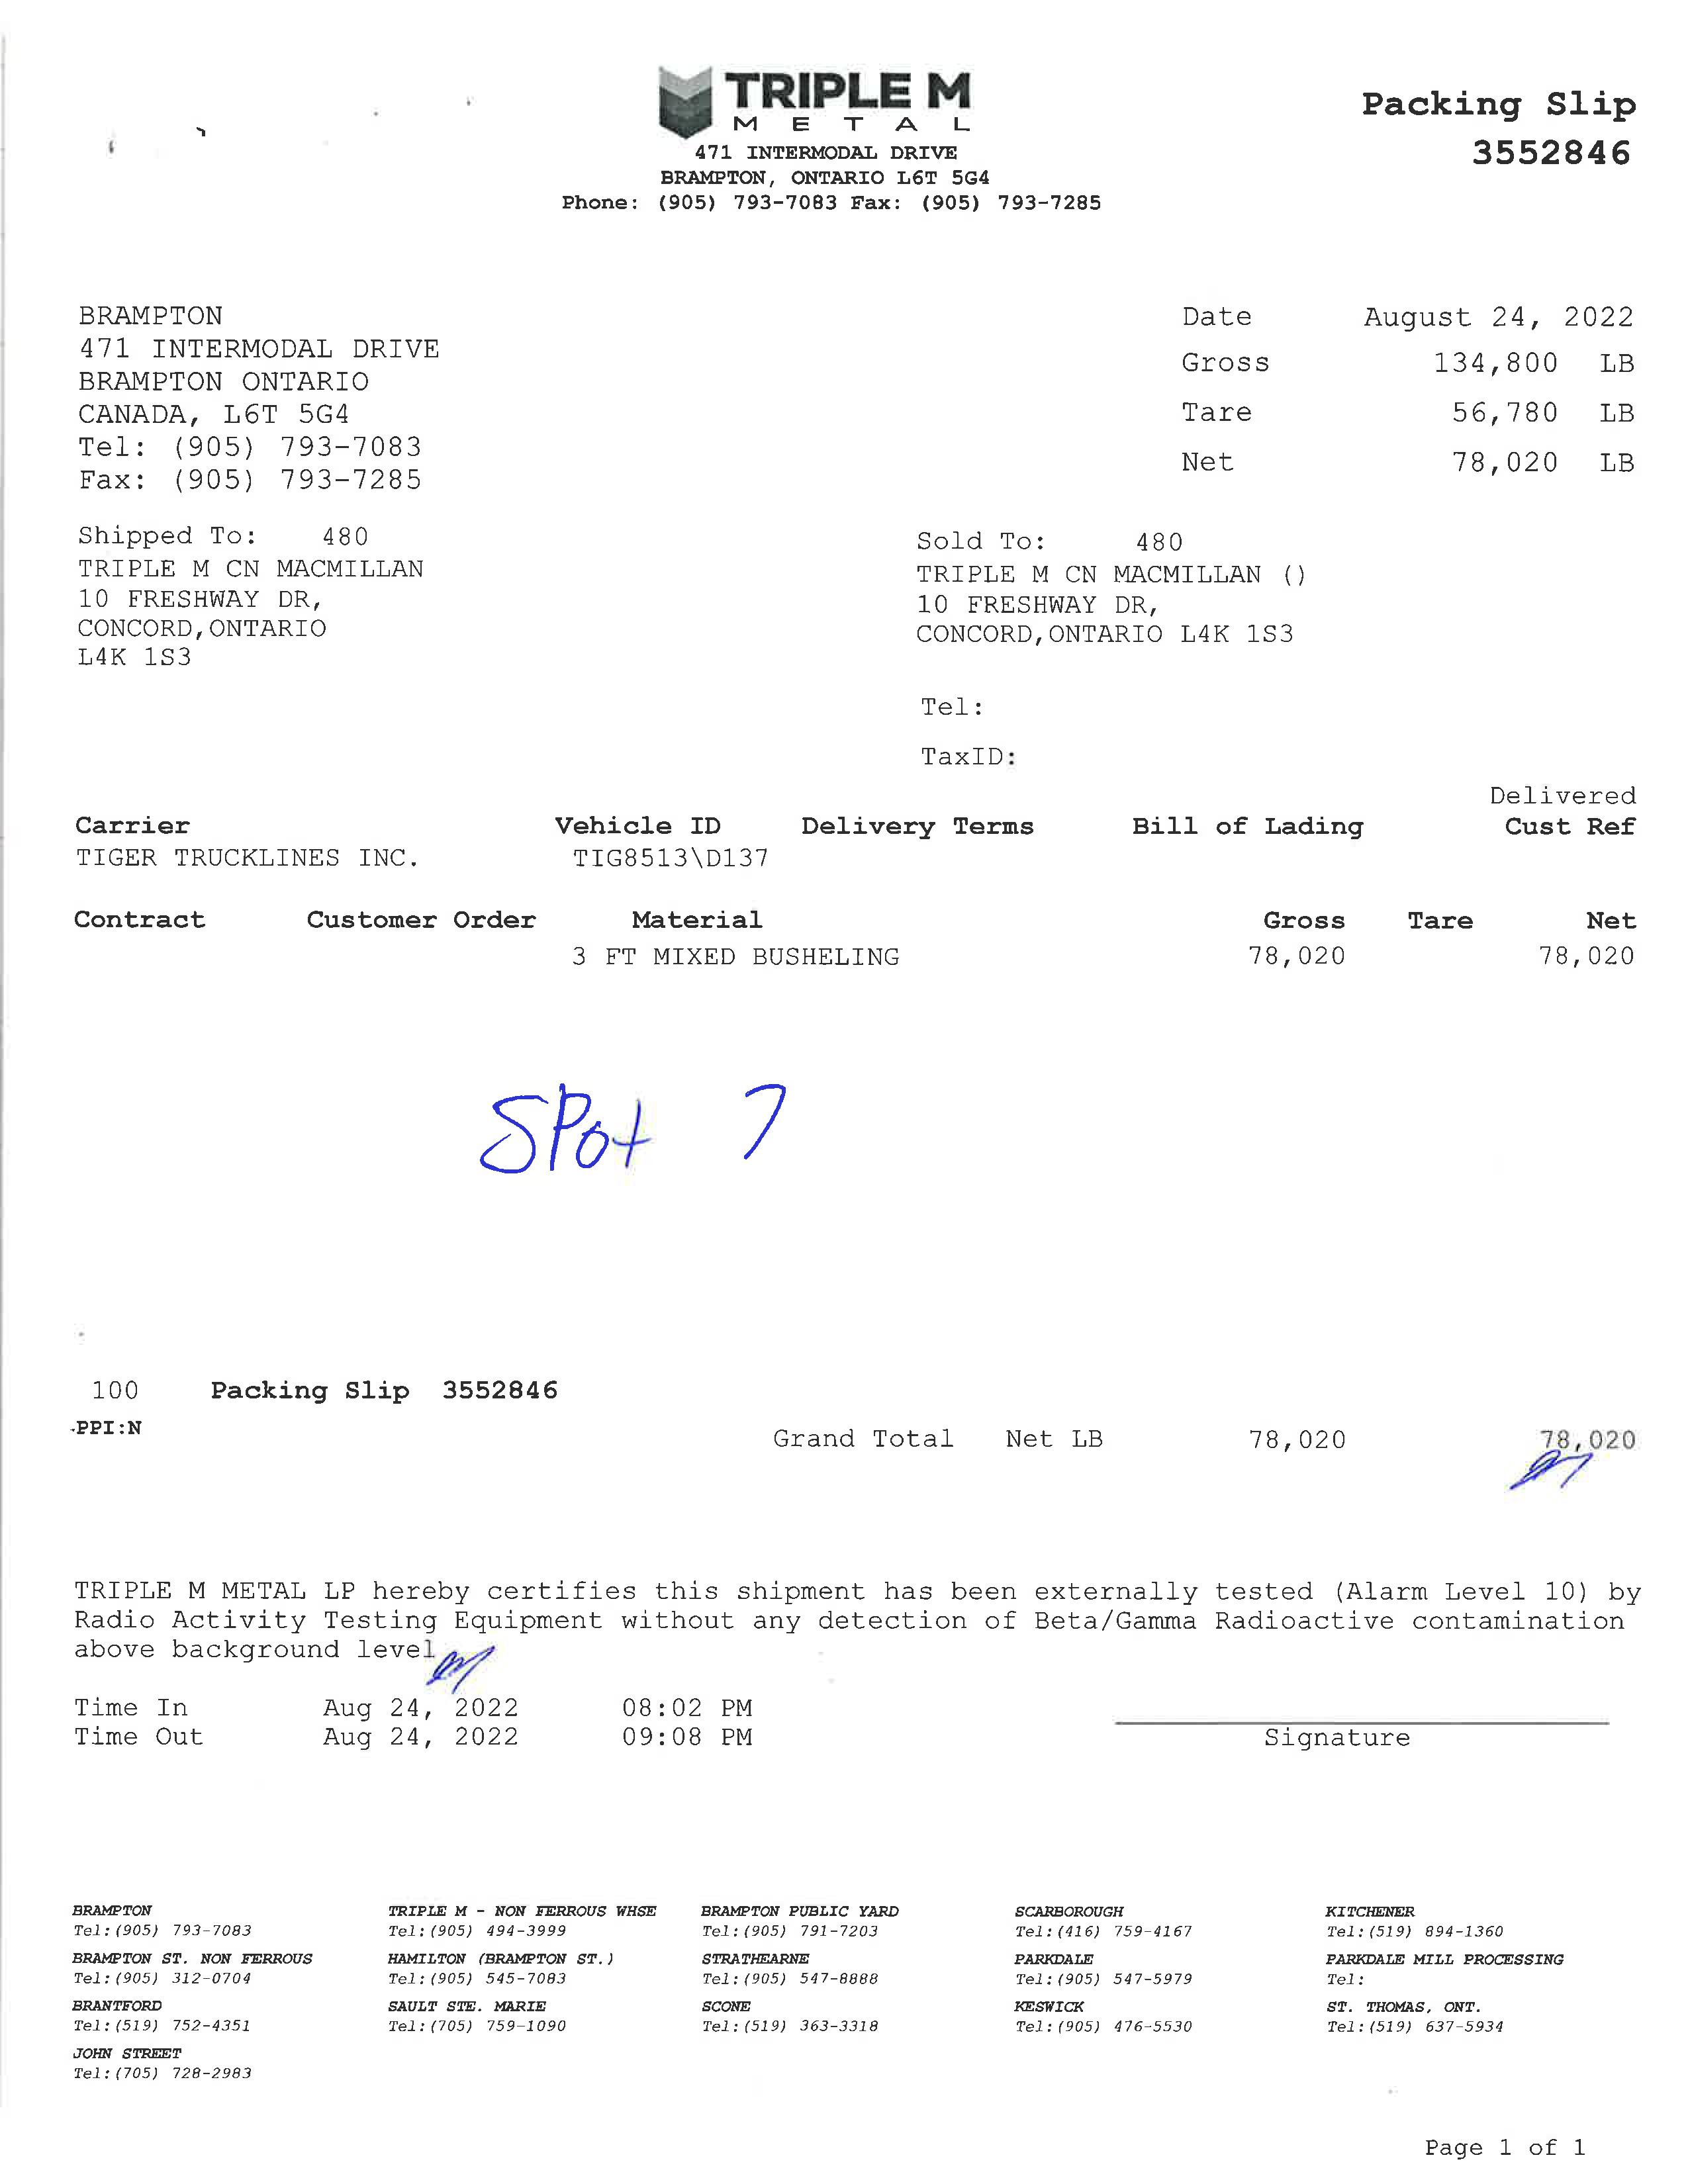 TRIPLE M
METAL
471 INTERMODAL DRIVE
BRAMPTON, ONTARIO L6T 5G4
Phone: (905) 793-7083 Fax: (905) 793-7285
Packing Slip
3552846
BRAMPTON
471 INTERMODAL DRIVE
BRAMPTON ONTARIO
CANADA, L6T 5G4
Tel: (905) 793-7083
Fax: (905) 793-7285
Date August 24, 2022
Gross 134,800 LB
Tare 56,780 LB
Net 78,020 LB
Shipped To: 480
TRIPLE M CN MACMILLAN
10 FRESHWAY DR,
CONCORD,ONTARIO
L4K 1S3
Sold To: 480
TRIPLE M CN MACMILLAN ()
10 FRESHWAY DR,
CONCORD,ONTARIO L4K 1S3
Tel:
TaxID:
Delivered
Carrier Vehicle ID Delivery Terms Bill of Lading Cust Ref
TIGER TRUCKLINES INC. TIG8513\D137
Contract Customer Order Material Gross Tare Net
3 FT MIXED BUSHELING 78,020 78,020
SPot 7
100 Packing Slip 3552846
PPI:N
Grand Total Net LB 78,020 78,020
TRIPLE M METAL LP hereby certifies this shipment has been externally tested (Alarm Level 10) by
Radio Activity Testing Equipment without any detection of Beta/Gamma Radioactive contamination
above background level
Time In Aug 24, 2022 08:02 PM
Time Out Aug 24, 2022 09:08 PM
Signature
BRAMPTON TRIPLE M - NON FERROUS WHSE BRAMPTON PUBLIC YARD SCARBOROUGH KITCHENER
Tel:(905) 793-7083 Tel:(905) 494-3999 Tel:(905) 791-7203 Tel:(416) 759-4167 Tel:(519) 894-1360
BRAMPTON ST. NON FERROUS HAMILTON (BRAMPTON ST.) STRATHEARNE PARKDALE PARKDALE MILL PROCESSING
Tel:(905) 312-0704 Tel:(905) 545-7083 Tel:(905) 547-8888 Tel:(905) 547-5979 Tel:
BRANTFORD SAULT STE. MARIE SCONE KESWICK ST. THOMAS, ONT.
Tel:(519) 752-4351 Tel:(705) 759-1090 Tel:(519) 363-3318 Tel:(905) 476-5530 Tel:(519) 637-5934
JOHN STREET
Tel:(705) 728-2983
Page 1 of 1